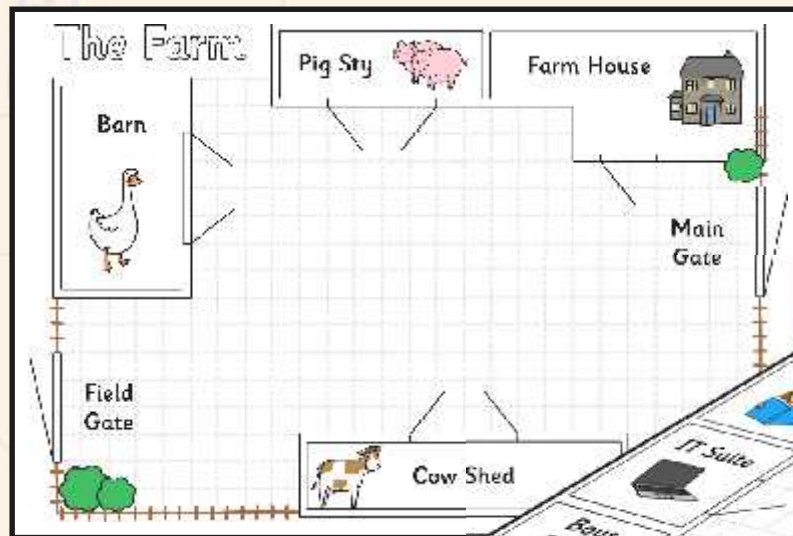 The Farm
Pig Sty
Farm House
Barn
Main
Gate
Field
Gate
Cow Shed
IT Suite